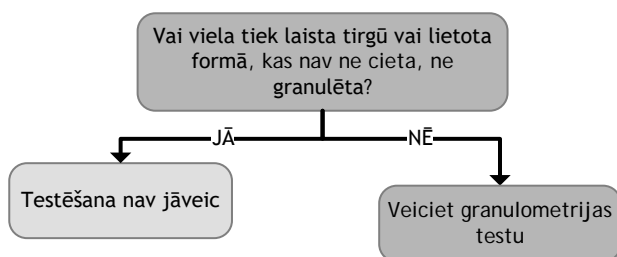 Vai viela tiek laista tirgū vai lietota
formā, kas nav ne cieta, ne
granulēta?
JĀ
NĒ
Testēšana nav jāveic
Veiciet granulometrijas
testu